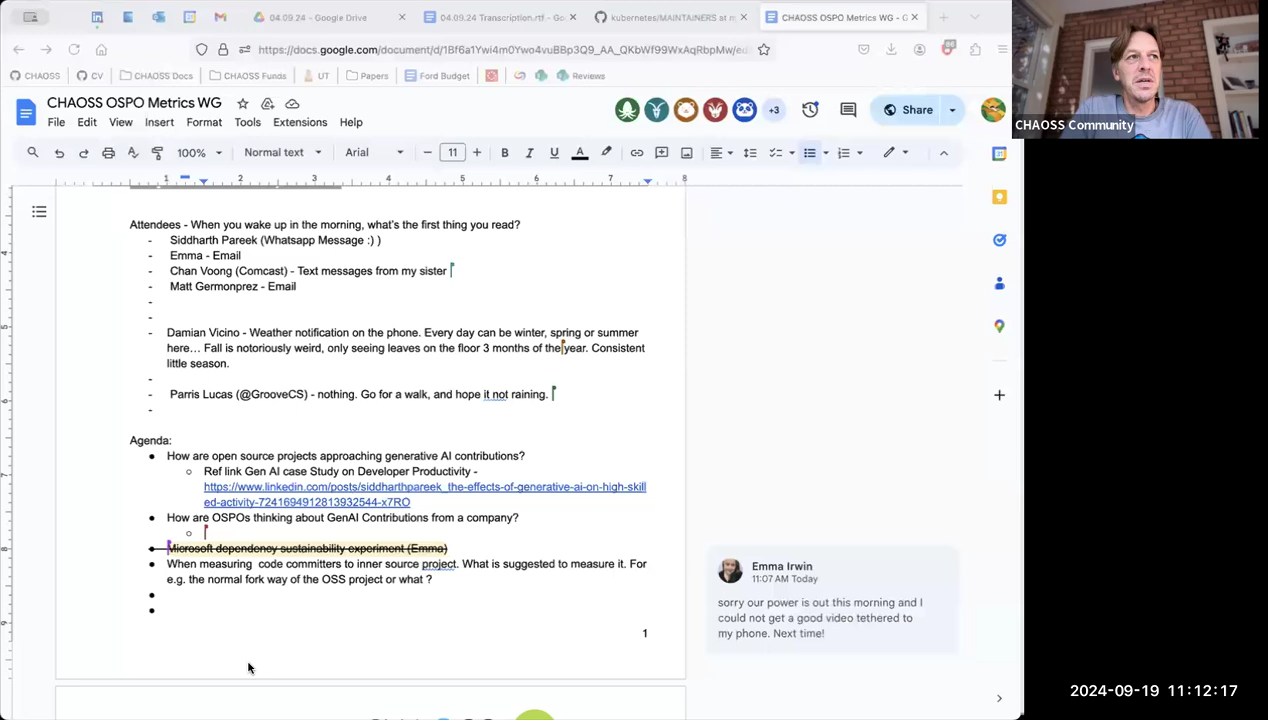 04.09.24 - Google Drive
04.09.24 Transcription.rtf - Go
kubernetes/MAINTAINERS at m
CHAOSS OSPO Metrics WG - G
https://docs.google.com/document/d/1Bf6a1Ywi4m0Ywo4vuBBp3Q9_AA_QKbWf99WxAqRbpMw/ed
CHAOSS
CV
CHAOSS Docs
CHAOSS Funds
UT
Papers
Ford Budget
Reviews
CHAOSS Community
CHAOSS OSPO Metrics WG
+3
Share
File Edit View Insert Format Tools Extensions Help
100% Normal text Arial 11
1 2 3 4 5 6 7 8
Attendees - When you wake up in the morning, what's the first thing you read?
- Siddharth Pareek (Whatsapp Message :) )
- Emma - Email
- Chan Voong (Comcast) - Text messages from my sister
- Matt Germonprez - Email
-
-
- Damian Vicino - Weather notification on the phone. Every day can be winter, spring or summer
here... Fall is notoriously weird, only seeing leaves on the floor 3 months of the year. Consistent
little season.
-
- Parris Lucas (@GrooveCS) - nothing. Go for a walk, and hope it not raining.
-
Agenda:
● How are open source projects approaching generative AI contributions?
○ Ref link Gen AI case Study on Developer Productivity -
https://www.linkedin.com/posts/siddharthpareek_the-effects-of-generative-ai-on-high-skill
ed-activity-7241694912813932544-x7RO
● How are OSPOs thinking about GenAI Contributions from a company?
○
● Microsoft dependency sustainability experiment (Emma)
● When measuring code committers to inner source project. What is suggested to measure it. For
e.g. the normal fork way of the OSS project or what ?
●
●
1
Emma Irwin
11:07 AM Today
sorry our power is out this morning and I
could not get a good video tethered to
my phone. Next time!
2024-09-19 11:12:17